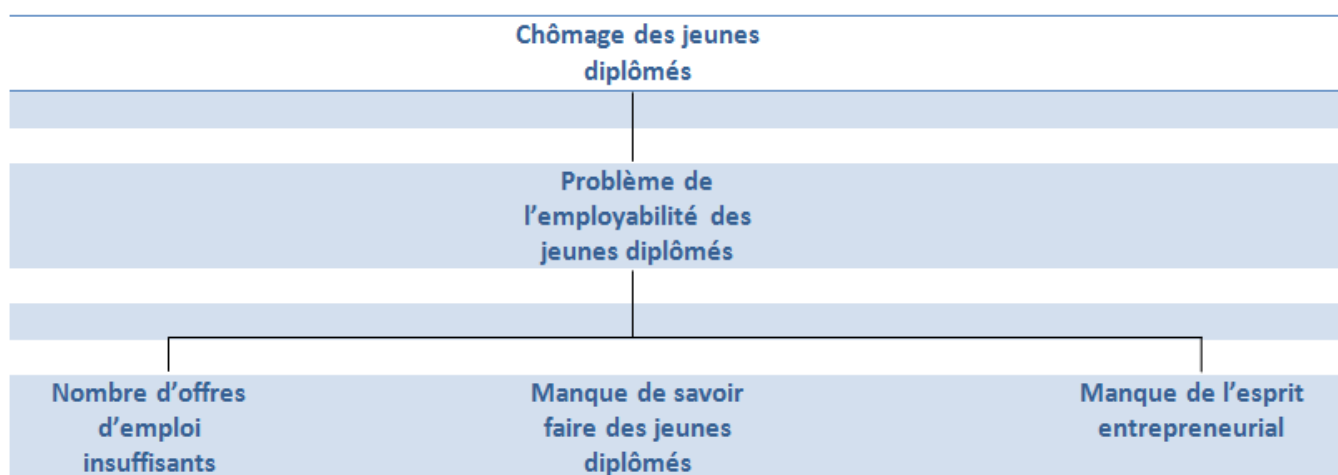 Chômage des jeunes
diplômés
Problème de
l'employabilité des
jeunes diplômés
Nombre d'offres
d'emploi
insuffisants
Manque de savoir
faire des jeunes
diplômés
Manque de l'esprit
entrepreneurial